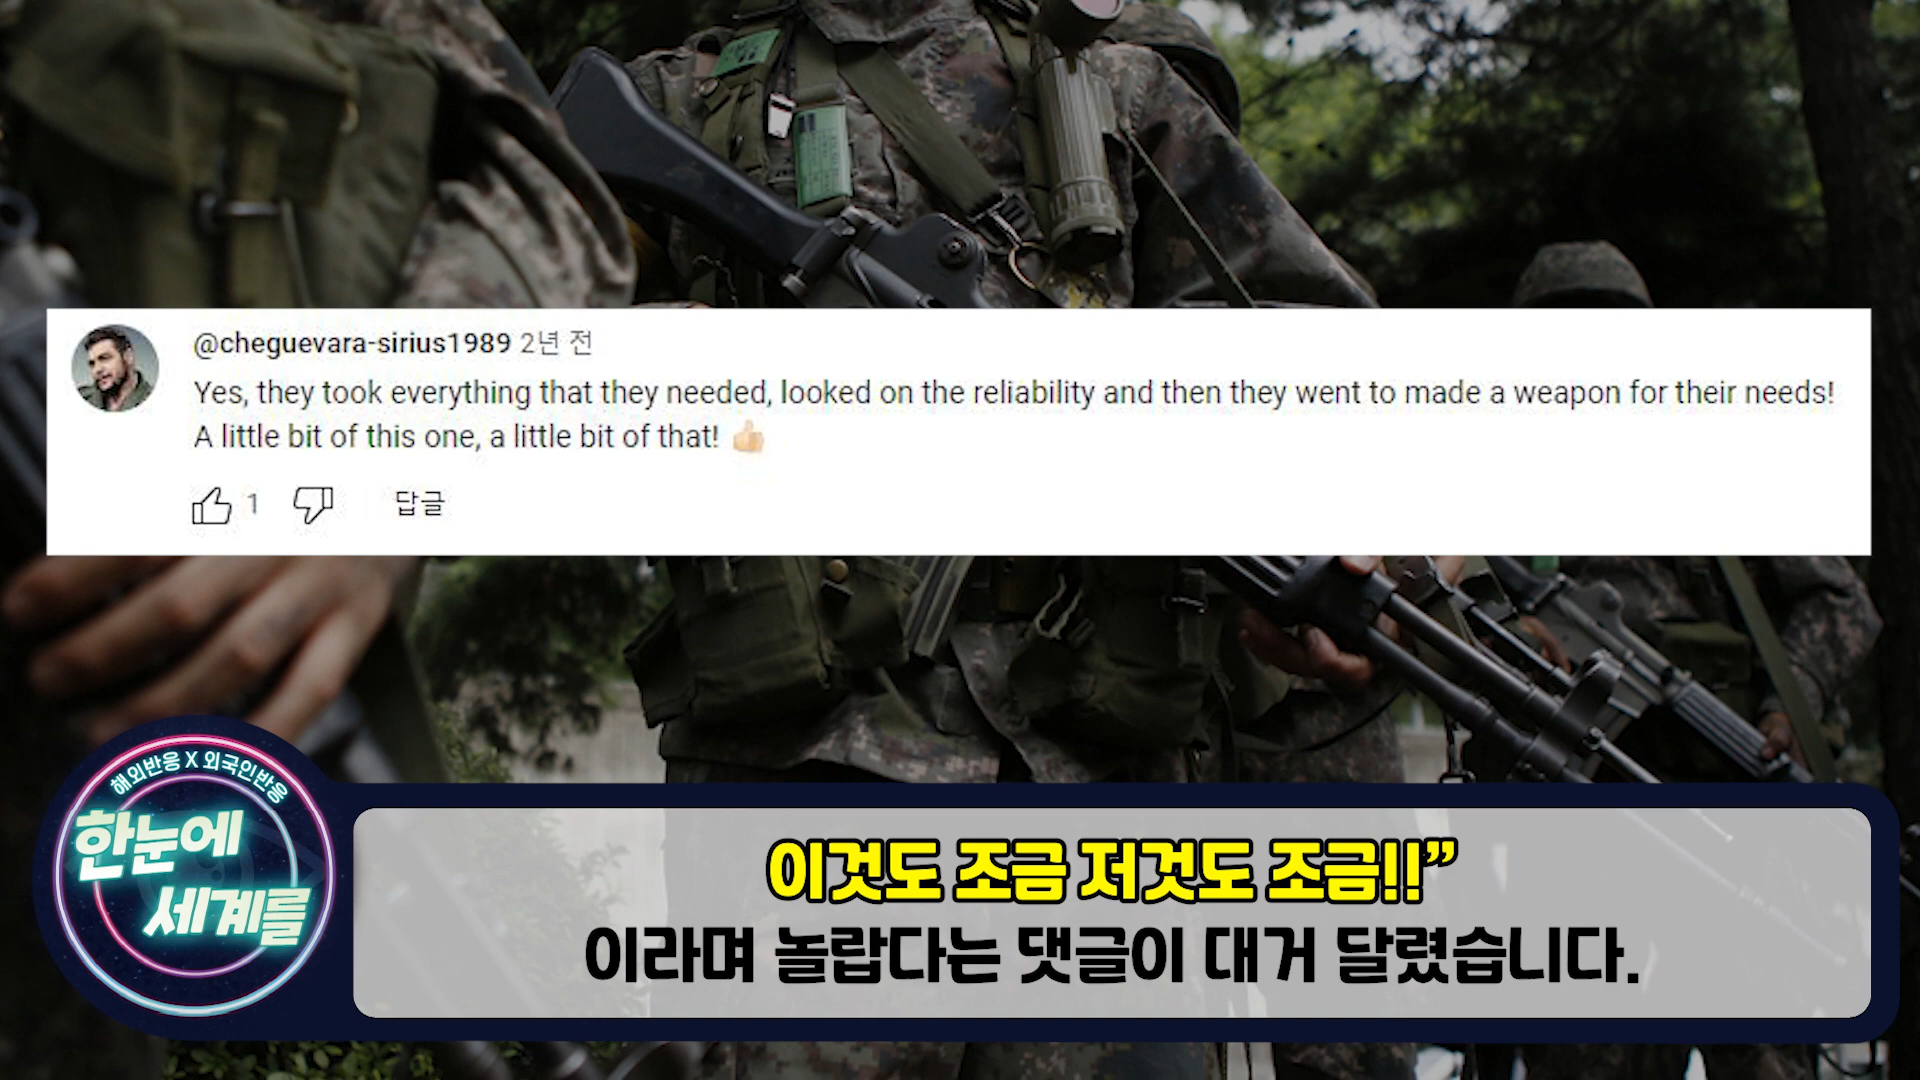 @cheguevara-sirius1989 2년 전
Yes, they took everything that they needed, looked on the reliability and then they went to made a weapon for their needs!
A little bit of this one, a little bit of that! 👍🏻
1 답글
해외반응 X 외국인반응
한눈에
세계를
이것도 조금 저것도 조금!!”
이라며 놀랍다는 댓글이 대거 달렸습니다.